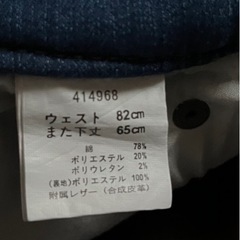 414968
ウェスト 82cm
また下丈 65cm
綿 78%
ポリエステル 20%
ポリウレタン 2%
(裏地)ポリエステル 100%
附属レザー(合成皮革)